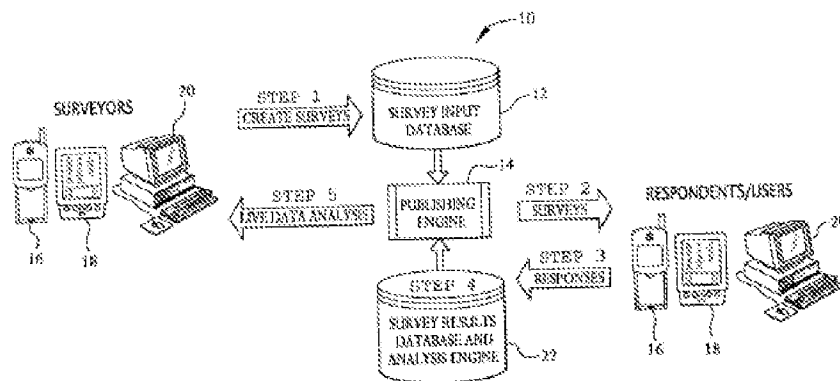 10
SURVEYORS
20
STEP 1
CREATE SURVEYS
SURVEY INPUT
DATABASE
12
14
STEP 5
LIVE DATA ANALYSIS
PUBLISHING
ENGINE
STEP 2
SURVEYS
RESPONDENTS/USERS
20
16
18
STEP 3
RESPONSES
STEP 4
SURVEY RESULTS
DATABASE AND
ANALYSIS ENGINE
22
16
18